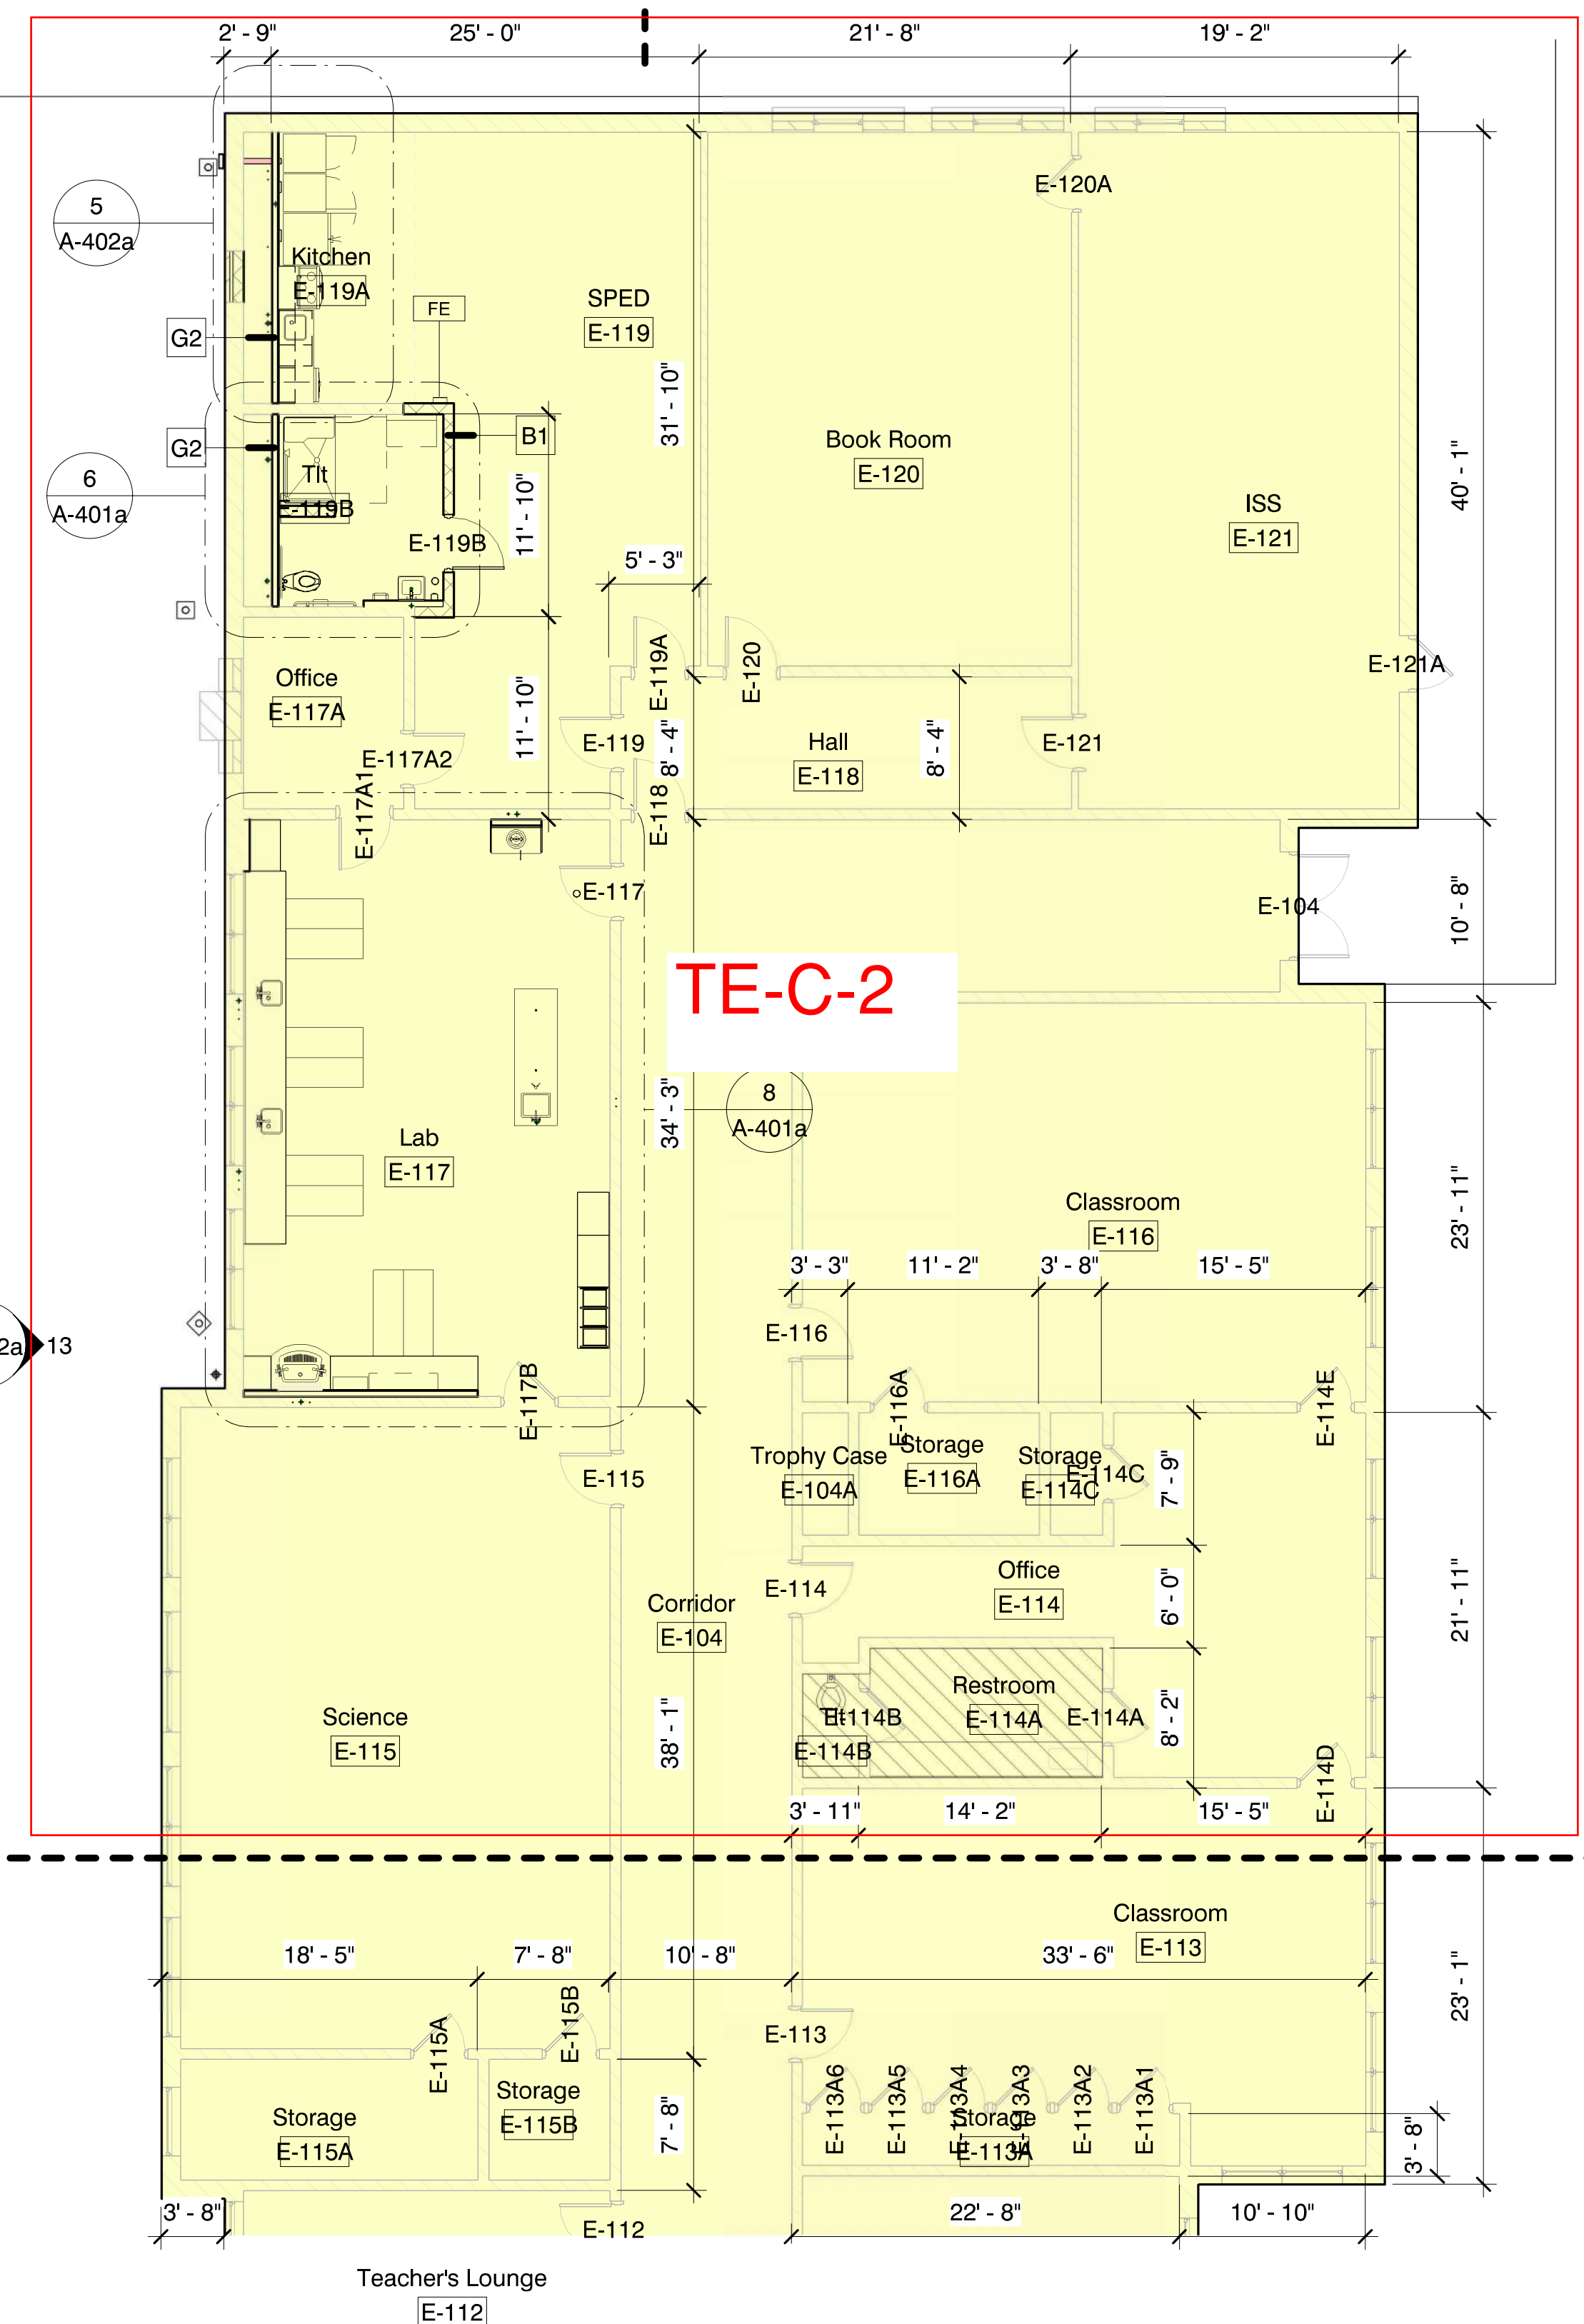 2' - 9"
25' - 0"
21' - 8"
19' - 2"
E-120A
5
A-402a
Kitchen
E-119A
FE
SPED
E-119
G2
31' - 10"
Book Room
E-120
40' - 1"
G2
B1
6
A-401a
Tlt
E-119B
E-119B
11' - 10"
ISS
E-121
5' - 3"
Office
E-117A
E-119A
E-120
E-121A
11' - 10"
E-117A2
E-117A1
E-119
8' - 4"
Hall
E-118
8' - 4"
E-121
E-118
E-117
E-104
10' - 8"
TE-C-2
34' - 3"
8
A-401a
Lab
E-117
Classroom
E-116
23' - 11"
3' - 3"
11' - 2"
3' - 8"
15' - 5"
E-116
2a
13
E-117B
E-116A
E-114E
Trophy Case
E-104A
Storage
E-116A
Storage
E-114C
E-114C
7' - 9"
E-115
Office
E-114
E-114
6' - 0"
21' - 11"
Corridor
E-104
Restroom
E-114A
E-114A
Tlt
E-114B
E-114B
8' - 2"
Science
E-115
38' - 1"
E-114D
3' - 11"
14' - 2"
15' - 5"
Classroom
E-113
18' - 5"
7' - 8"
10' - 8"
33' - 6"
23' - 1"
E-115A
E-115B
E-113
E-113A6
E-113A5
E-113A4
E-113A3
E-113A2
E-113A1
Storage
E-115A
Storage
E-115B
7' - 8"
Storage
E-113A
3' - 8"
3' - 8"
E-112
22' - 8"
10' - 10"
Teacher's Lounge
E-112